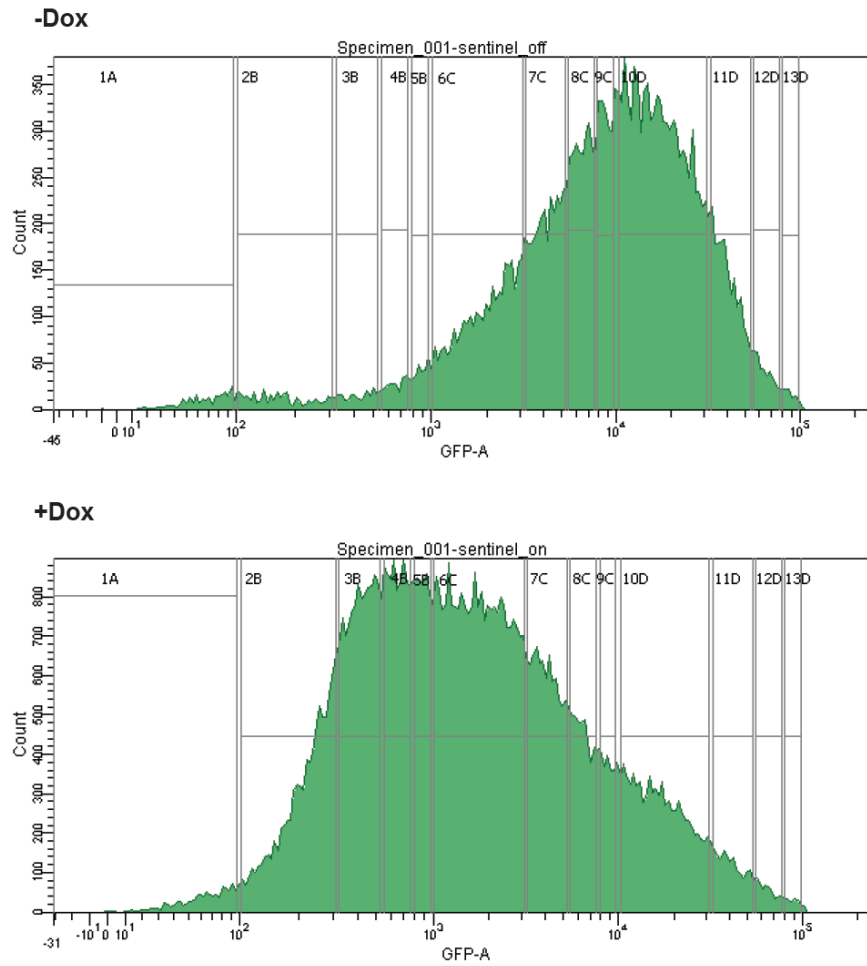 -Dox
Specimen_001-sentinel_off
1A 2B 3B 4B 5B 6C 7C 8C 9C 10D 11D 12D 13D
350
300
250
200
150
100
50
0
Count
-45 0 10¹ 10² 10³ 10⁴ 10⁵
GFP-A
+Dox
Specimen_001-sentinel_on
1A 2B 3B 4B 5B 6C 7C 8C 9C 10D 11D 12D 13D
800
700
600
500
400
300
200
100
0
Count
-31 -10¹ 0 10¹ 10² 10³ 10⁴ 10⁵
GFP-A